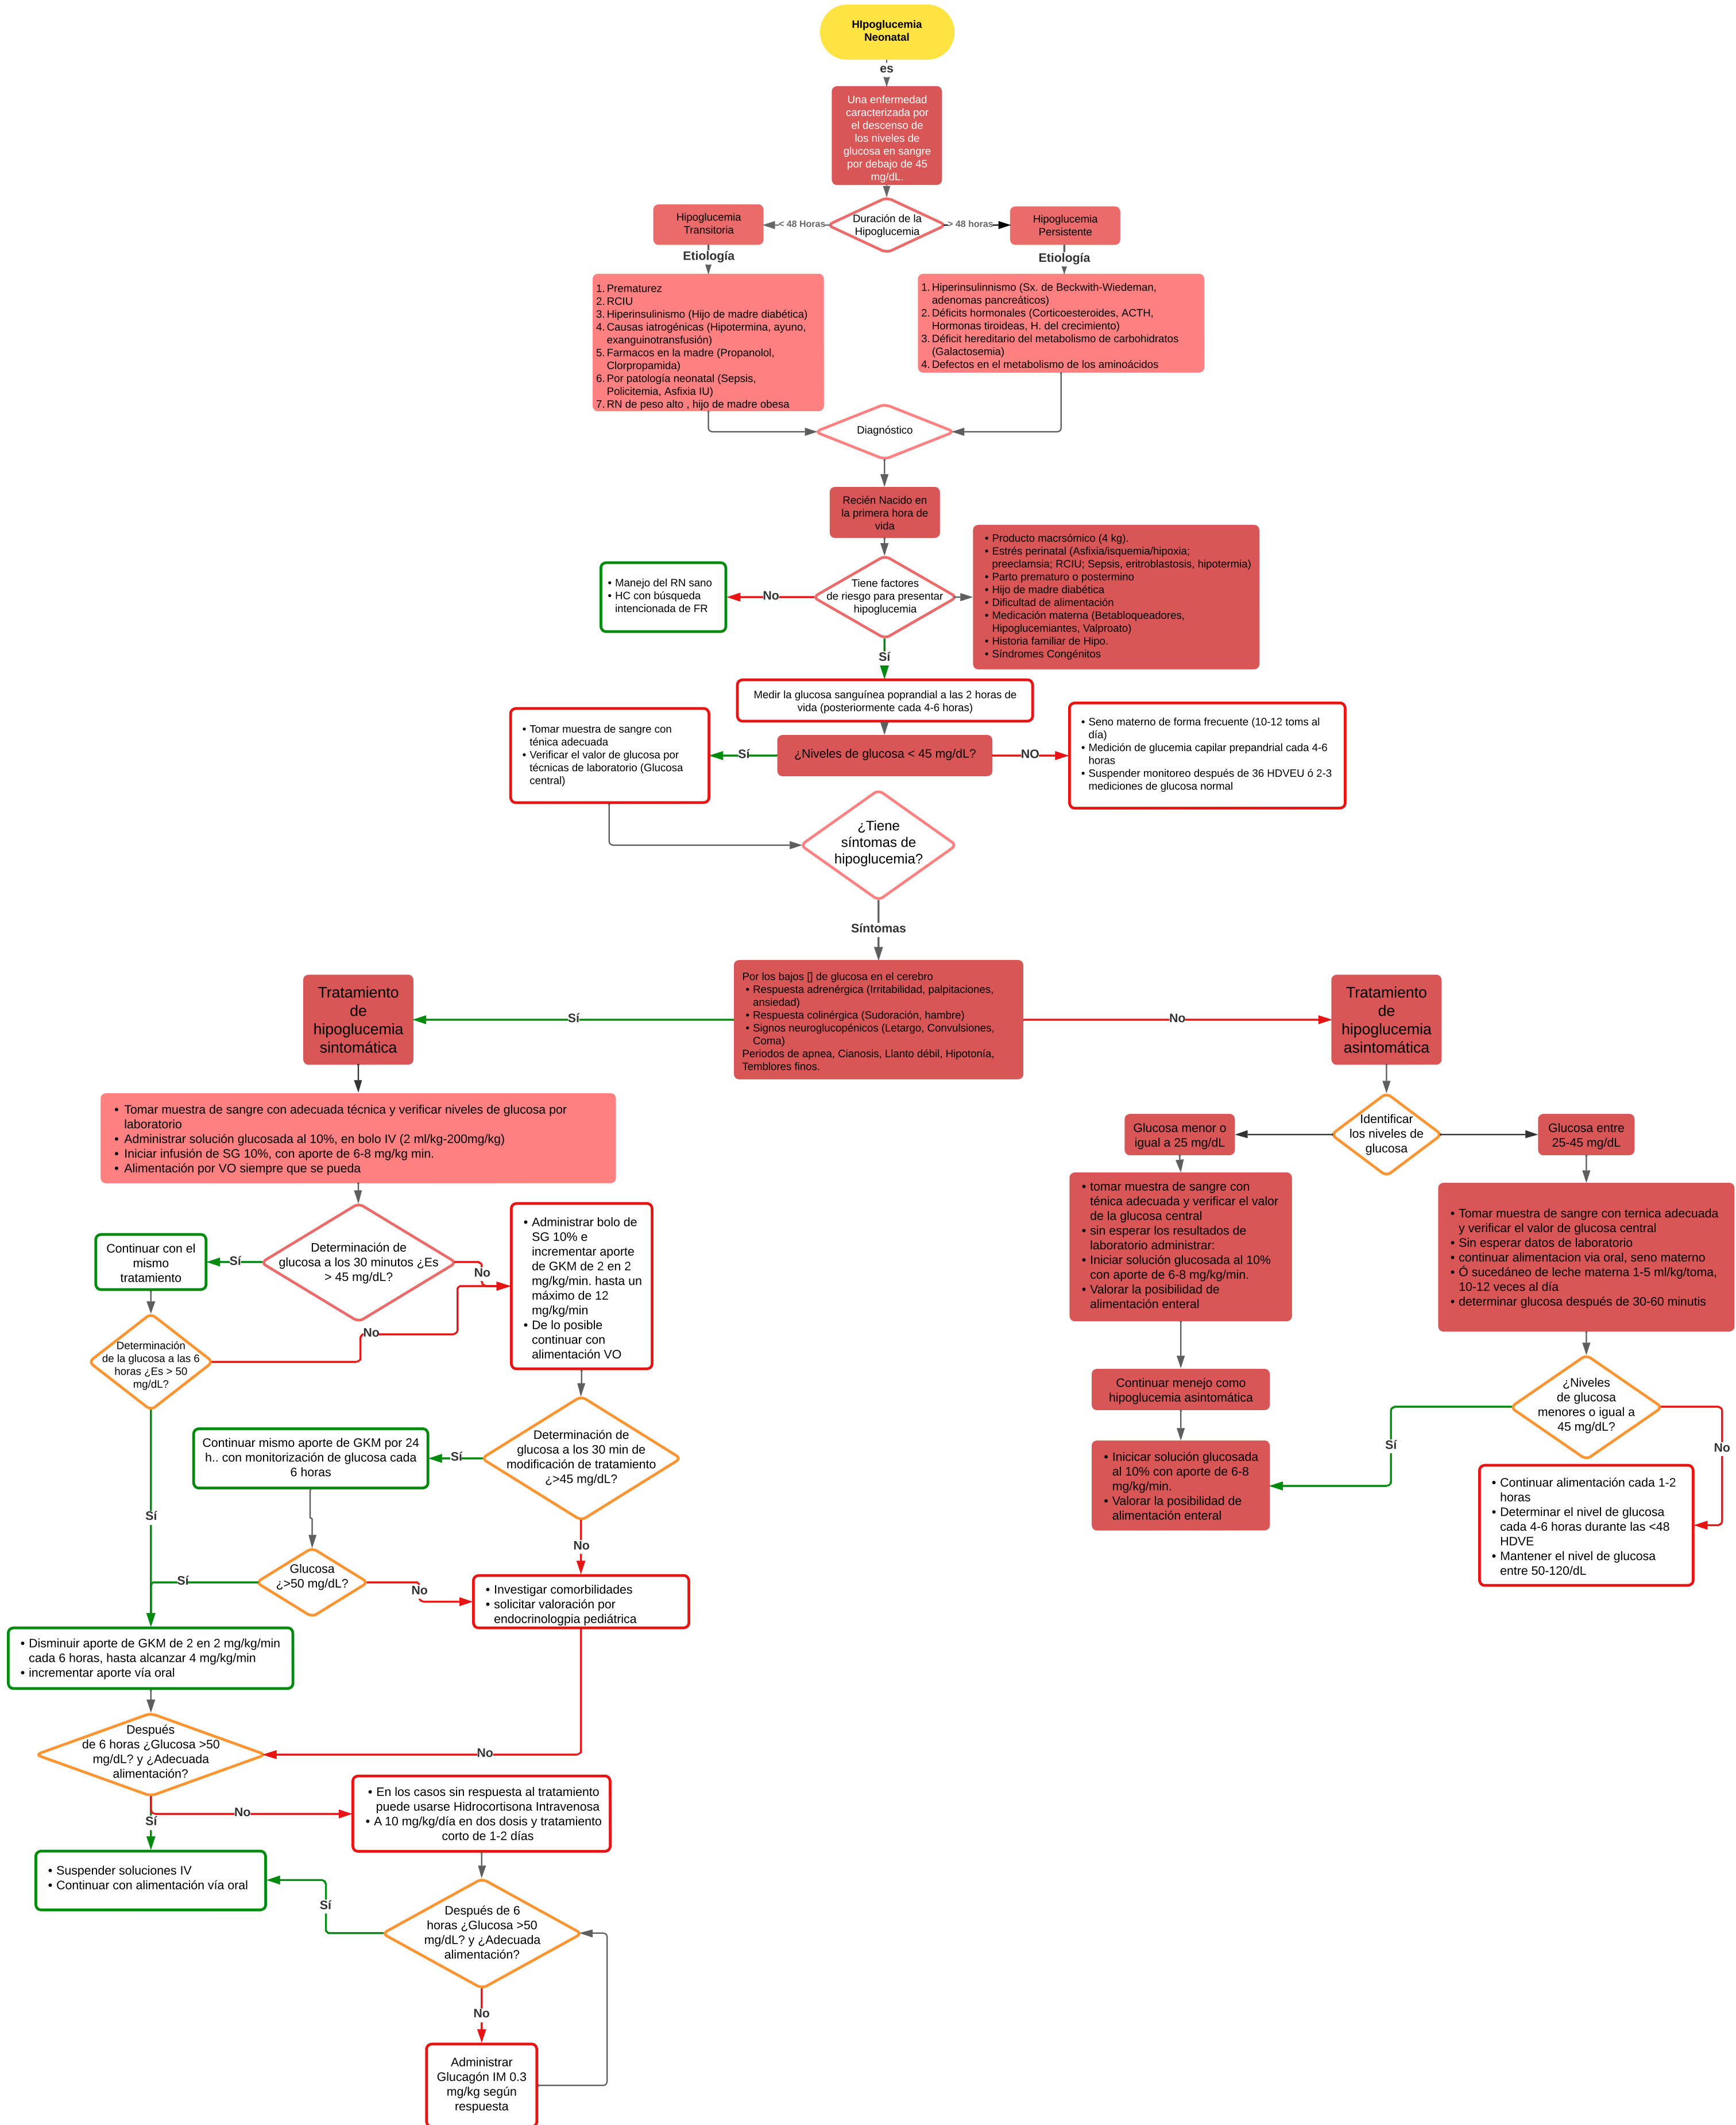 HIpoglucemia
Neonatal
es
Una enfermedad
caracterizada por
el descenso de
los niveles de
glucosa en sangre
por debajo de 45
mg/dL.
Duración de la
Hipoglucemia
< 48 Horas
> 48 horas
Hipoglucemia
Transitoria
Hipoglucemia
Persistente
Etiología
Etiología
1. Prematurez
2. RCIU
3. Hiperinsulinismo (Hijo de madre diabética)
4. Causas iatrogénicas (Hipotermina, ayuno,
exanguinotransfusión)
5. Farmacos en la madre (Propanolol,
Clorpropamida)
6. Por patología neonatal (Sepsis,
Policitemia, Asfixia IU)
7. RN de peso alto , hijo de madre obesa
1. Hiperinsulinnismo (Sx. de Beckwith-Wiedeman,
adenomas pancreáticos)
2. Déficits hormonales (Corticoesteroides, ACTH,
Hormonas tiroideas, H. del crecimiento)
3. Déficit hereditario del metabolismo de carbohidratos
(Galactosemia)
4. Defectos en el metabolismo de los aminoácidos
Diagnóstico
Recién Nacido en
la primera hora de
vida
Tiene factores
de riesgo para presentar
hipoglucemia
No
• Manejo del RN sano
• HC con búsqueda
intencionada de FR
• Producto macrsómico (4 kg).
• Estrés perinatal (Asfixia/isquemia/hipoxia;
preeclamsia; RCIU; Sepsis, eritroblastosis, hipotermia)
• Parto prematuro o postermino
• Hijo de madre diabética
• Dificultad de alimentación
• Medicación materna (Betabloqueadores,
Hipoglucemiantes, Valproato)
• Historia familiar de Hipo.
• Síndromes Congénitos
Sí
Medir la glucosa sanguínea poprandial a las 2 horas de
vida (posteriormente cada 4-6 horas)
¿Niveles de glucosa < 45 mg/dL?
Sí
NO
• Tomar muestra de sangre con
ténica adecuada
• Verificar el valor de glucosa por
técnicas de laboratorio (Glucosa
central)
• Seno materno de forma frecuente (10-12 toms al
día)
• Medición de glucemia capilar prepandrial cada 4-6
horas
• Suspender monitoreo después de 36 HDVEU ó 2-3
mediciones de glucosa normal
¿Tiene
síntomas de
hipoglucemia?
Síntomas
Por los bajos [] de glucosa en el cerebro
• Respuesta adrenérgica (Irritabilidad, palpitaciones,
ansiedad)
• Respuesta colinérgica (Sudoración, hambre)
• Signos neuroglucopénicos (Letargo, Convulsiones,
Coma)
Periodos de apnea, Cianosis, Llanto débil, Hipotonía,
Temblores finos.
Sí
No
Tratamiento
de
hipoglucemia
sintomática
Tratamiento
de
hipoglucemia
asintomática
• Tomar muestra de sangre con adecuada técnica y verificar niveles de glucosa por
laboratorio
• Administrar solución glucosada al 10%, en bolo IV (2 ml/kg-200mg/kg)
• Iniciar infusión de SG 10%, con aporte de 6-8 mg/kg min.
• Alimentación por VO siempre que se pueda
Identificar
los niveles de
glucosa
Glucosa menor o
igual a 25 mg/dL
Glucosa entre
25-45 mg/dL
• tomar muestra de sangre con
ténica adecuada y verificar el valor
de la glucosa central
• sin esperar los resultados de
laboratorio administrar:
• Iniciar solución glucosada al 10%
con aporte de 6-8 mg/kg/min.
• Valorar la posibilidad de
alimentación enteral
• Tomar muestra de sangre con ternica adecuada
y verificar el valor de glucosa central
• Sin esperar datos de laboratorio
• continuar alimentacion via oral, seno materno
• Ó sucedáneo de leche materna 1-5 ml/kg/toma,
10-12 veces al día
• determinar glucosa después de 30-60 minutis
Determinación de
glucosa a los 30 minutos ¿Es
> 45 mg/dL?
Sí
No
Continuar con el
mismo
tratamiento
• Administrar bolo de
SG 10% e
incrementar aporte
de GKM de 2 en 2
mg/kg/min. hasta un
máximo de 12
mg/kg/min
• De lo posible
continuar con
alimentación VO
Determinación
de la glucosa a las 6
horas ¿Es > 50
mg/dL?
No
Continuar menejo como
hipoglucemia asintomática
• Inicicar solución glucosada
al 10% con aporte de 6-8
mg/kg/min.
• Valorar la posibilidad de
alimentación enteral
¿Niveles
de glucosa
menores o igual a
45 mg/dL?
Sí
No
• Continuar alimentación cada 1-2
horas
• Determinar el nivel de glucosa
cada 4-6 horas durante las <48
HDVE
• Mantener el nivel de glucosa
entre 50-120/dL
Determinación de
glucosa a los 30 min de
modificación de tratamiento
¿>45 mg/dL?
Sí
Continuar mismo aporte de GKM por 24
h.. con monitorización de glucosa cada
6 horas
Sí
No
Glucosa
¿>50 mg/dL?
Sí
No
• Investigar comorbilidades
• solicitar valoración por
endocrinologpia pediátrica
• Disminuir aporte de GKM de 2 en 2 mg/kg/min
cada 6 horas, hasta alcanzar 4 mg/kg/min
• incrementar aporte vía oral
Después
de 6 horas ¿Glucosa >50
mg/dL? y ¿Adecuada
alimentación?
No
No
Sí
• En los casos sin respuesta al tratamiento
puede usarse Hidrocortisona Intravenosa
• A 10 mg/kg/día en dos dosis y tratamiento
corto de 1-2 días
• Suspender soluciones IV
• Continuar con alimentación vía oral
Sí
Después de 6
horas ¿Glucosa >50
mg/dL? y ¿Adecuada
alimentación?
No
Administrar
Glucagón IM 0.3
mg/kg según
respuesta